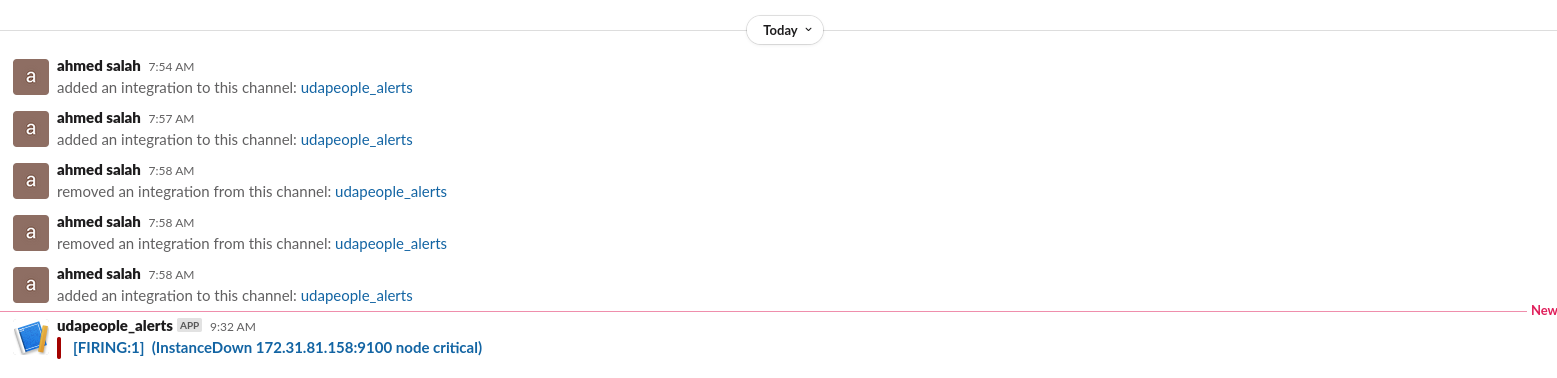 Today
a
ahmed salah 7:54 AM
added an integration to this channel: udapeople_alerts
a
ahmed salah 7:57 AM
added an integration to this channel: udapeople_alerts
a
ahmed salah 7:58 AM
removed an integration from this channel: udapeople_alerts
a
ahmed salah 7:58 AM
removed an integration from this channel: udapeople_alerts
a
ahmed salah 7:58 AM
added an integration to this channel: udapeople_alerts
New
udapeople_alerts APP 9:32 AM
[FIRING:1] (InstanceDown 172.31.81.158:9100 node critical)